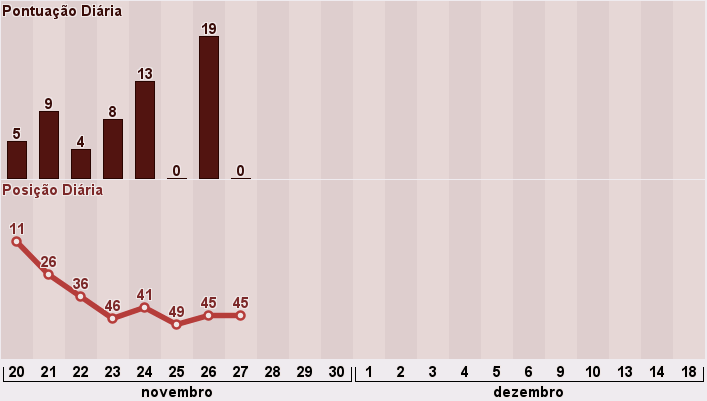 Pontuação Diária
5 9 4 8 13 0 19 0
Posição Diária
11 26 36 46 41 49 45 45
20 21 22 23 24 25 26 27 28 29 30 1 2 3 4 5 6 9 10 13 14 18
novembro dezembro